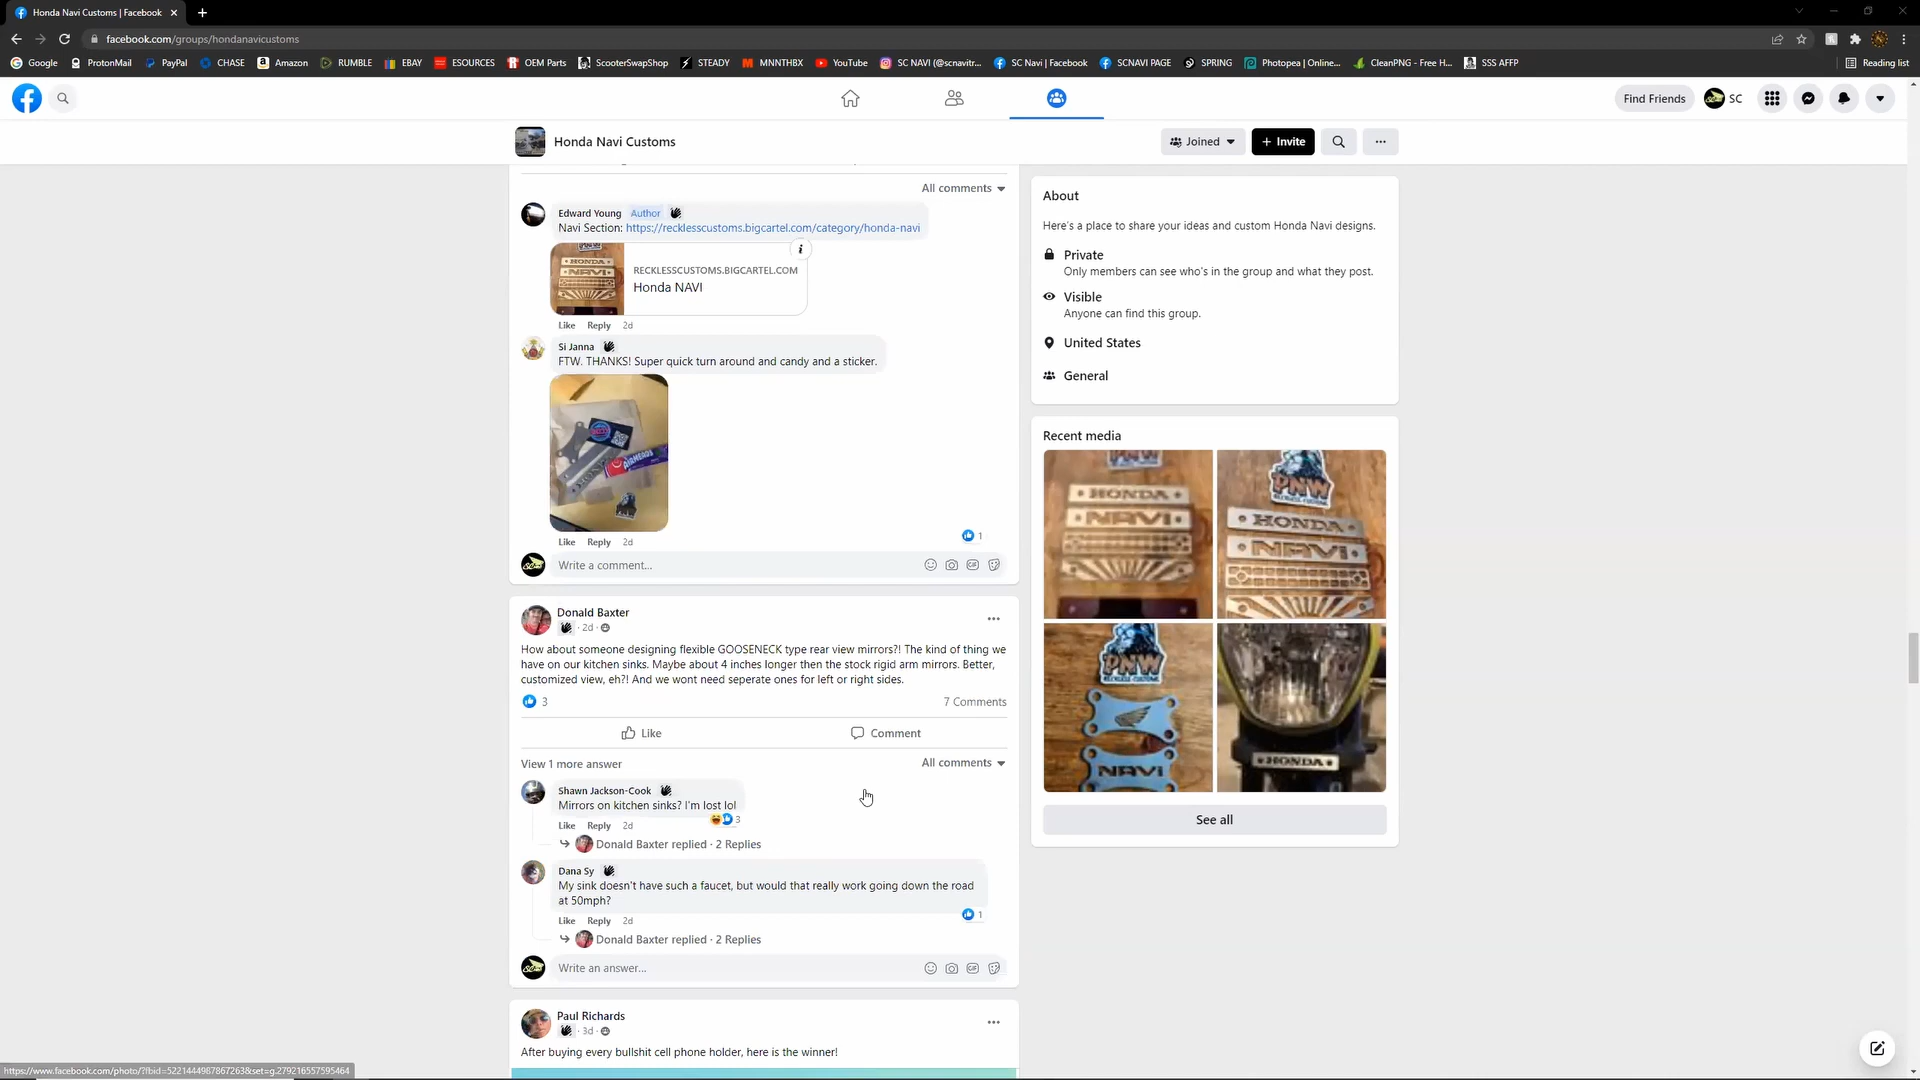 Honda Navi Customs | Facebook
facebook.com/groups/hondanavicustoms
Google ProtonMail PayPal CHASE Amazon RUMBLE EBAY ESOURCES OEM Parts ScooterSwapShop STEADY MNNTHBX YouTube SC NAVI (@scnavitr... SC Navi | Facebook SCNAVI PAGE SPRING Photopea | Online... CleanPNG - Free H... SSS AFFP Reading list
Find Friends SC
Honda Navi Customs
Joined + Invite
All comments
Edward Young Author
Navi Section: https://recklesscustoms.bigcartel.com/category/honda-navi
RECKLESSCUSTOMS.BIGCARTEL.COM
Honda NAVI
Like Reply 2d
Si Janna
FTW. THANKS! Super quick turn around and candy and a sticker.
AIRHEADS
1
Like Reply 2d
Write a comment...
Donald Baxter
2d
How about someone designing flexible GOOSENECK type rear view mirrors?! The kind of thing we
have on our kitchen sinks. Maybe about 4 inches longer then the stock rigid arm mirrors. Better,
customized view, eh?! And we wont need seperate ones for left or right sides.
3 7 Comments
Like Comment
View 1 more answer All comments
Shawn Jackson-Cook
Mirrors on kitchen sinks? I'm lost lol
3
Like Reply 2d
Donald Baxter replied · 2 Replies
Dana Sy
My sink doesn't have such a faucet, but would that really work going down the road
at 50mph?
1
Like Reply 2d
Donald Baxter replied · 2 Replies
Write an answer...
Paul Richards
3d
After buying every bullshit cell phone holder, here is the winner!
About
Here's a place to share your ideas and custom Honda Navi designs.
Private
Only members can see who's in the group and what they post.
Visible
Anyone can find this group.
United States
General
Recent media
HONDA
NAVI
PNW
HONDA
NAVI
PNW
NAVI
HONDA
See all
https://www.facebook.com/photo/?fbid=5221444987867263&set=g.279216557595464